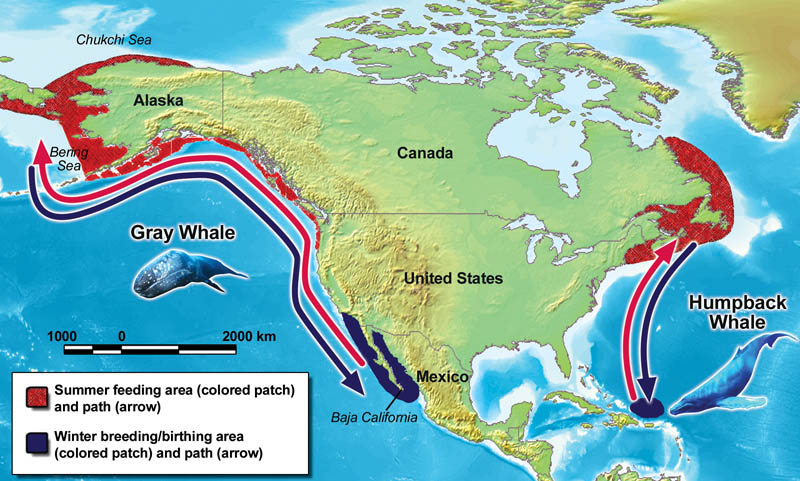 Chukchi Sea
Alaska
Bering
Sea
Canada
Gray Whale
United States
Humpback
Whale
1000 0 2000 km
Mexico
Baja California
Summer feeding area (colored patch)
and path (arrow)
Winter breeding/birthing area
(colored patch) and path (arrow)